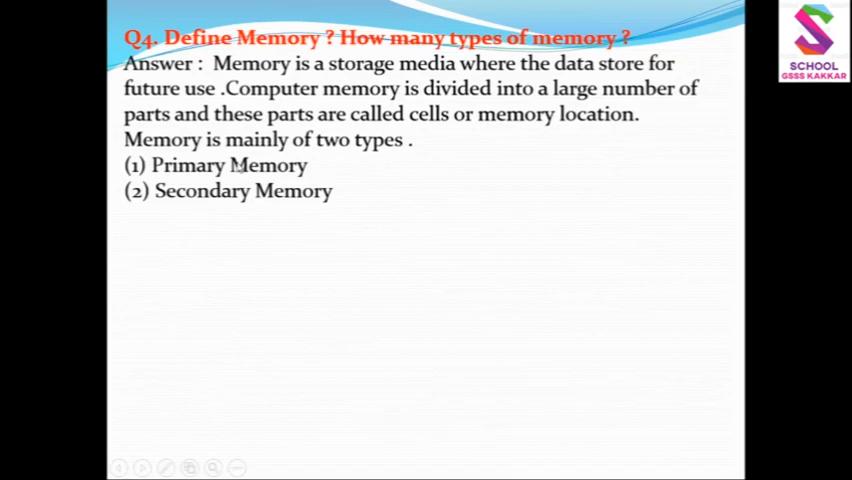 Q4. Define Memory ? How many types of memory ?
Answer :  Memory is a storage media where the data store for
future use .Computer memory is divided into a large number of
parts and these parts are called cells or memory location.
Memory is mainly of two types .
(1) Primary Memory
(2) Secondary Memory
SCHOOL
GSSS KAKKAR